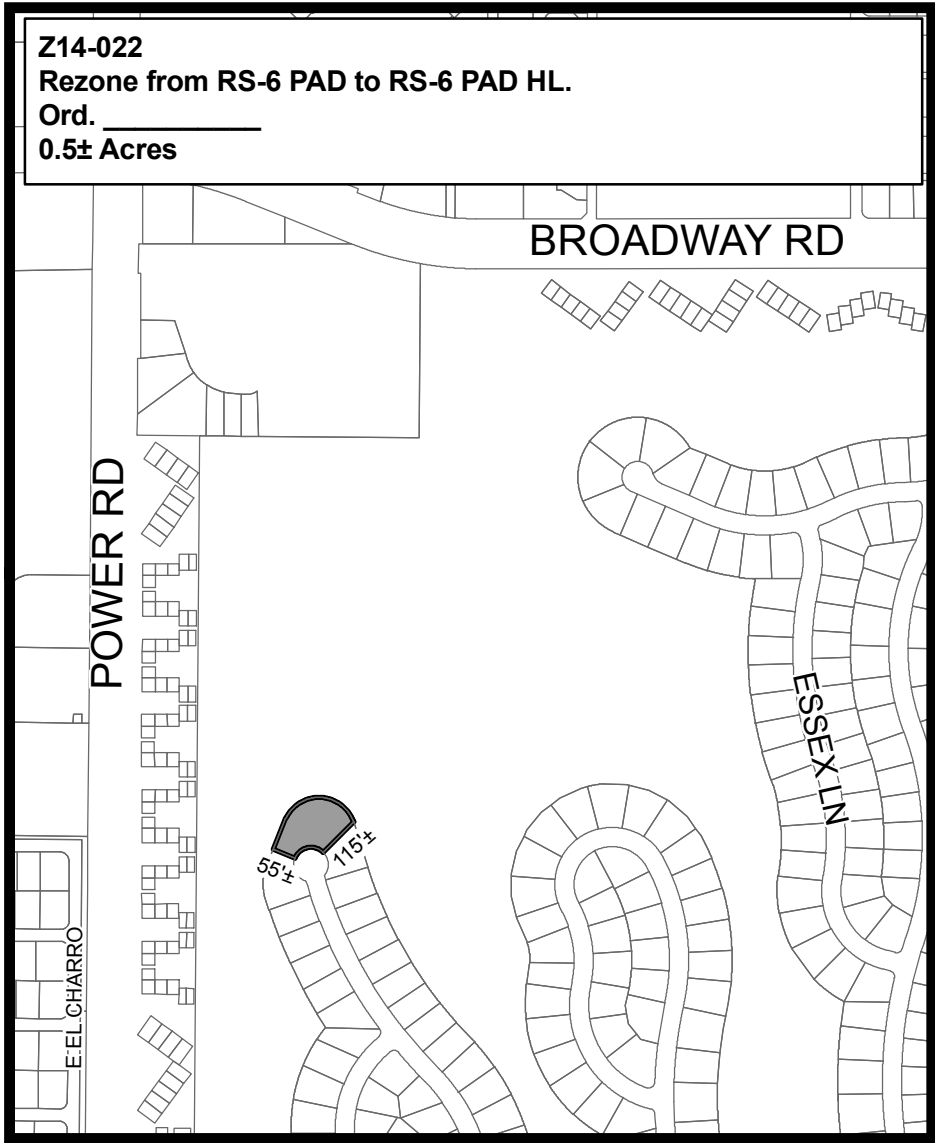 Z14-022
Rezone from RS-6 PAD to RS-6 PAD HL.
Ord. __________
0.5± Acres
BROADWAY RD
POWER RD
ESSEX LN
55'±
115'±
E EL CHARRO